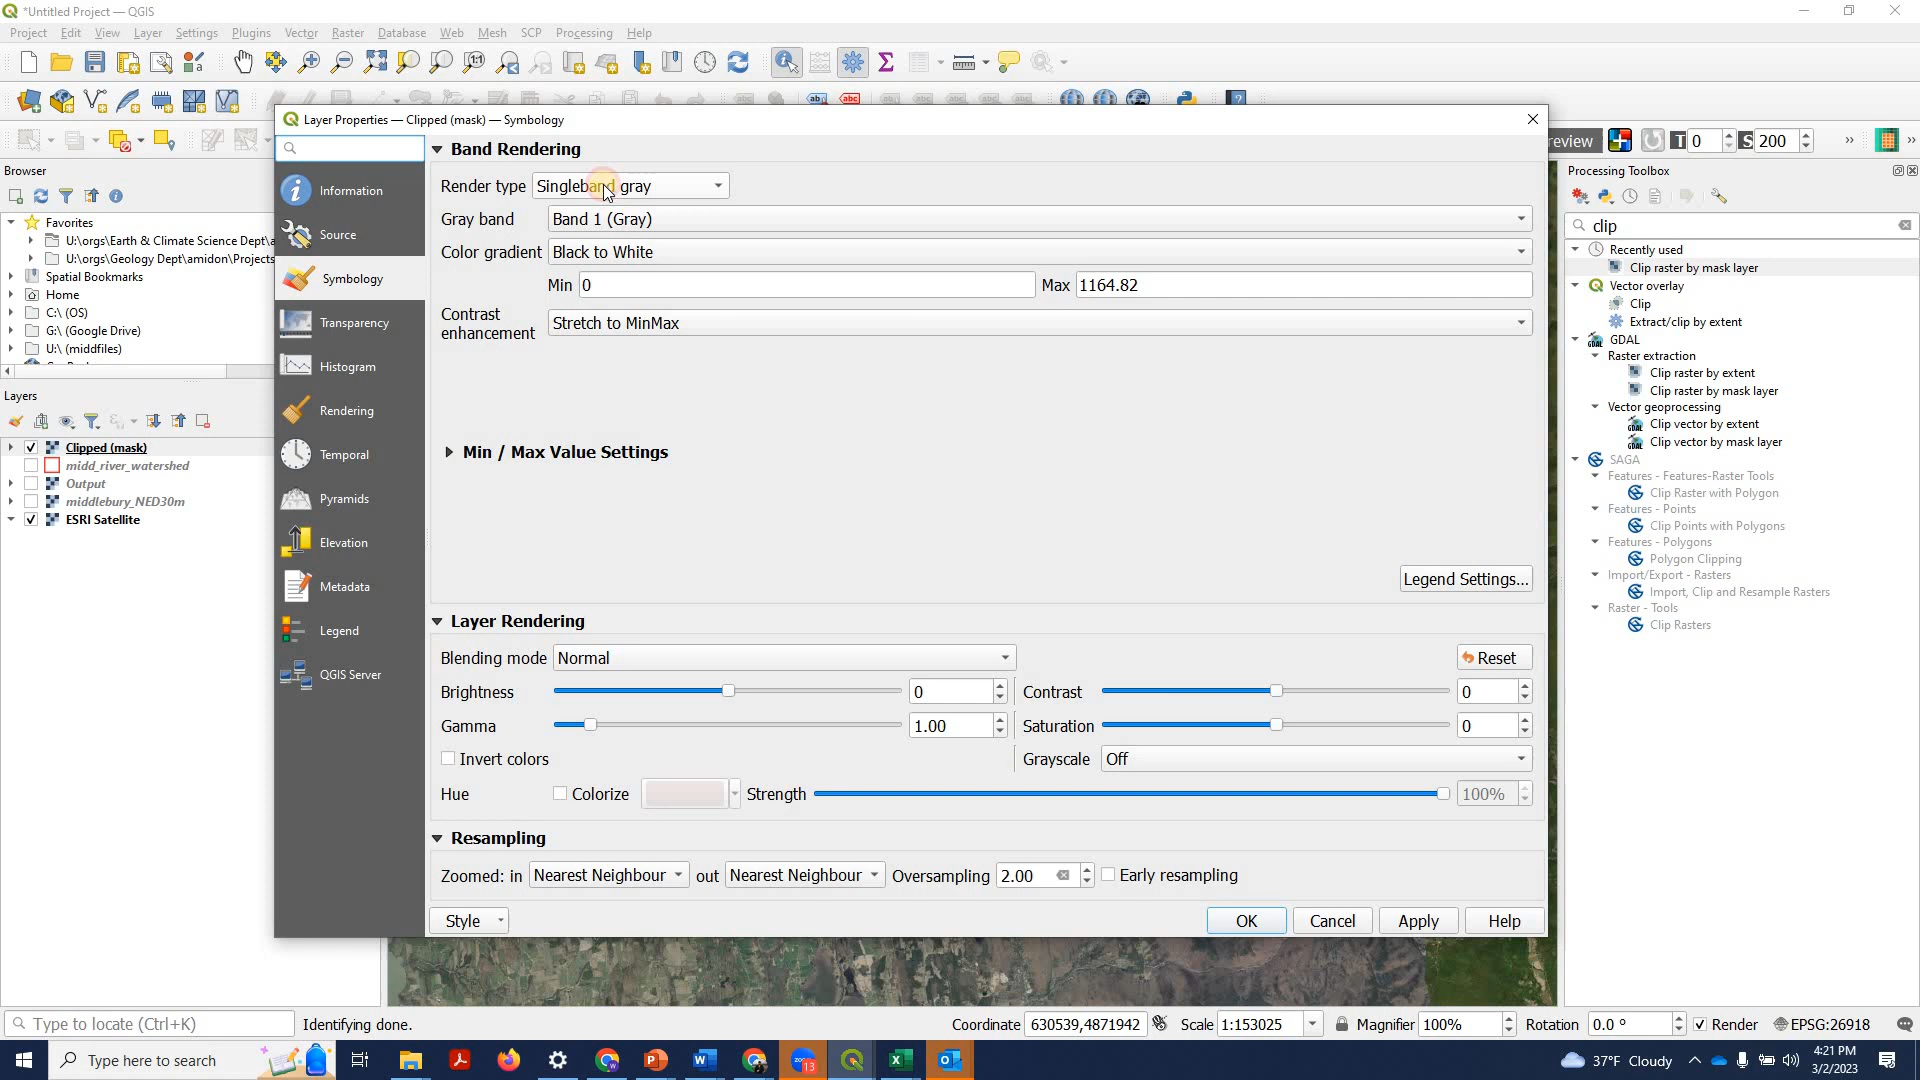 *Untitled Project — QGIS
Project Edit View Layer Settings Plugins Vector Raster Database Web Mesh SCP Processing Help
Layer Properties — Clipped (mask) — Symbology
review 0 S 200
Browser
Favorites
U:\orgs\Earth & Climate Science Dept\a
U:\orgs\Geology Dept\amidon\Projects
Spatial Bookmarks
Home
C:\ (OS)
G:\ (Google Drive)
U:\ (middfiles)
Layers
Clipped (mask)
midd_river_watershed
Output
middlebury_NED30m
ESRI Satellite
Information
Source
Symbology
Transparency
Histogram
Rendering
Temporal
Pyramids
Elevation
Metadata
Legend
QGIS Server
Band Rendering
Render type Singleband gray
Gray band Band 1 (Gray)
Color gradient Black to White
Min 0 Max 1164.82
Contrast
enhancement Stretch to MinMax
Min / Max Value Settings
Legend Settings...
Layer Rendering
Blending mode Normal Reset
Brightness 0 Contrast 0
Gamma 1.00 Saturation 0
Invert colors Grayscale Off
Hue Colorize Strength 100%
Resampling
Zoomed: in Nearest Neighbour out Nearest Neighbour Oversampling 2.00 Early resampling
Style OK Cancel Apply Help
Processing Toolbox
clip
Recently used
Clip raster by mask layer
Vector overlay
Clip
Extract/clip by extent
GDAL
Raster extraction
Clip raster by extent
Clip raster by mask layer
Vector geoprocessing
Clip vector by extent
Clip vector by mask layer
SAGA
Features - Features-Raster Tools
Clip Raster with Polygon
Features - Points
Clip Points with Polygons
Features - Polygons
Polygon Clipping
Import/Export - Rasters
Import, Clip and Resample Rasters
Raster - Tools
Clip Rasters
Type to locate (Ctrl+K) Identifying done. Coordinate 630539,4871942 Scale 1:153025 Magnifier 100% Rotation 0.0 ° Render EPSG:26918
Type here to search 13 37°F Cloudy 4:21 PM
3/2/2023